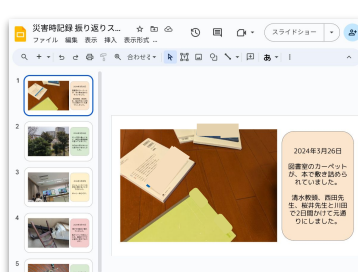 災害時記録 振り返りス...
ファイル 編集 表示 挿入 表示形式 ...
スライドショー
合わせる
あ
1
2
3
4
5
2024年3月26日
図書室のカーペット
が、本で敷き詰めら
れていました。
清水教頭、西田先
生、桜井先生と川田
で2日間かけて元通
りにしました。